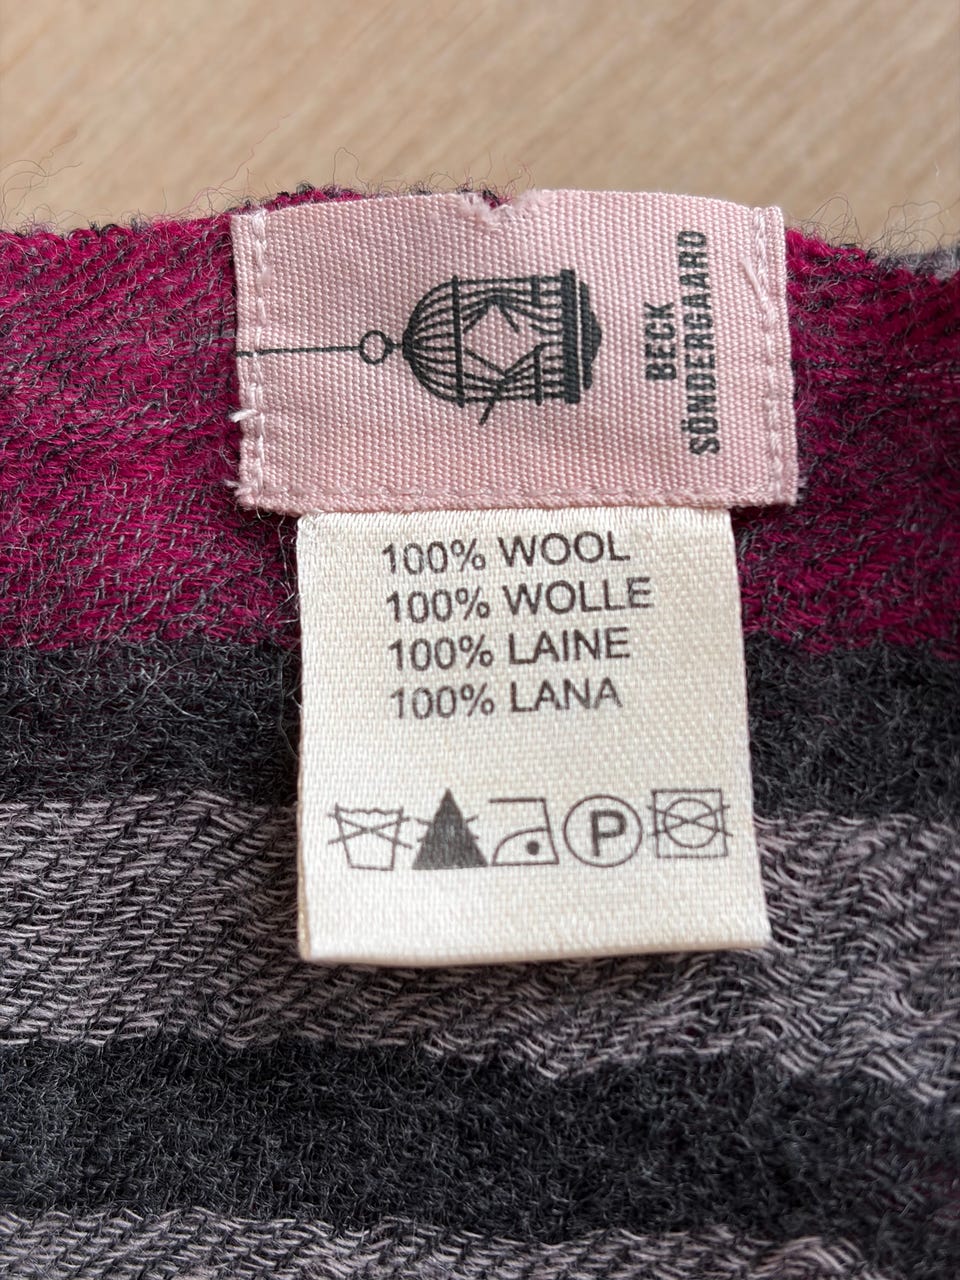 BECK
SÖNDERGAARD
100% WOOL
100% WOLLE
100% LAINE
100% LANA
P